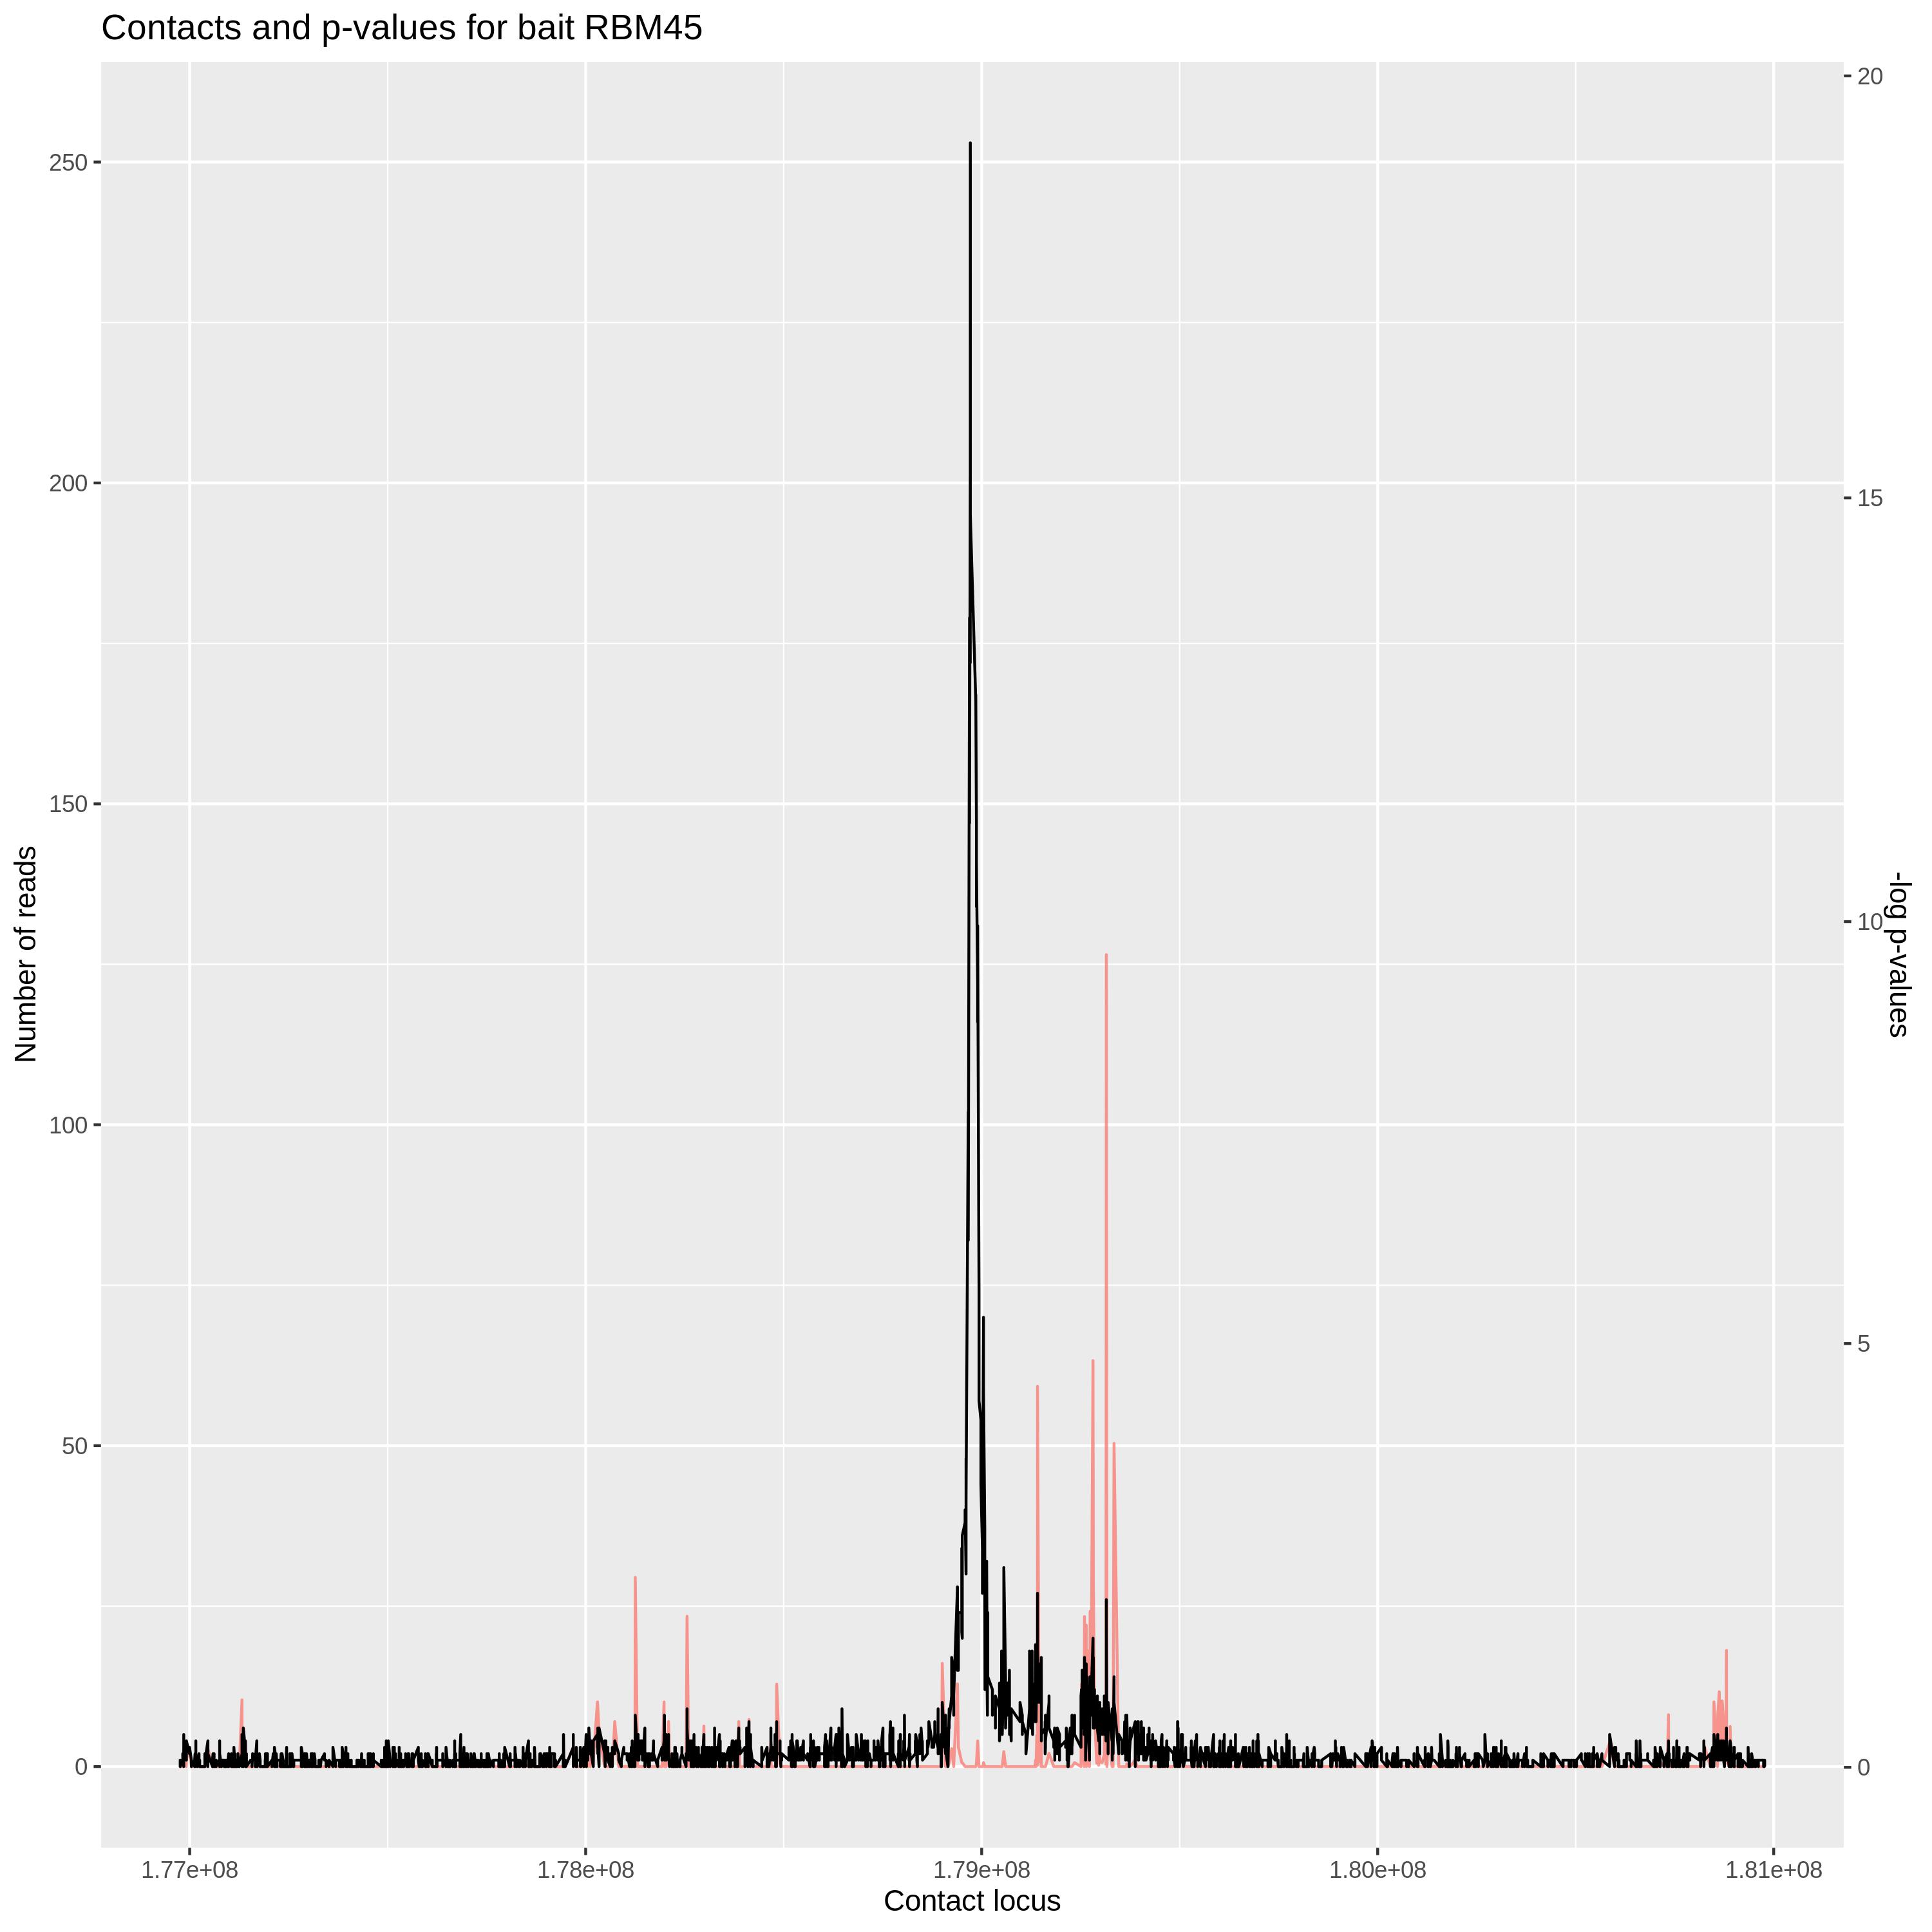 Contacts and p-values for bait RBM45
Number of reads
250
200
150
100
50
0
20
15
10
5
0
-log p-values
1.77e+08
1.78e+08
1.79e+08
1.80e+08
1.81e+08
Contact locus